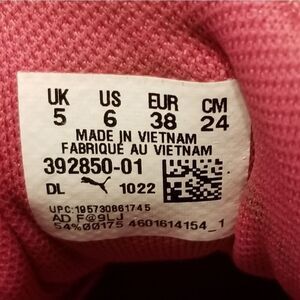 UK US EUR CM
5 6 38 24
MADE IN VIETNAM
FABRIQUÉ AU VIETNAM
392850-01
DL 1022
UPC:195730861745
AD F@9LJ
54%00175 4601614154_1